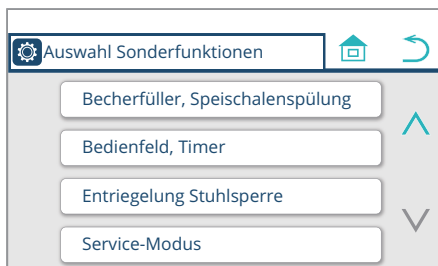 Auswahl Sonderfunktionen
Becherfüller, Speischalenspülung
Bedienfeld, Timer
Entriegelung Stuhlsperre
Service-Modus